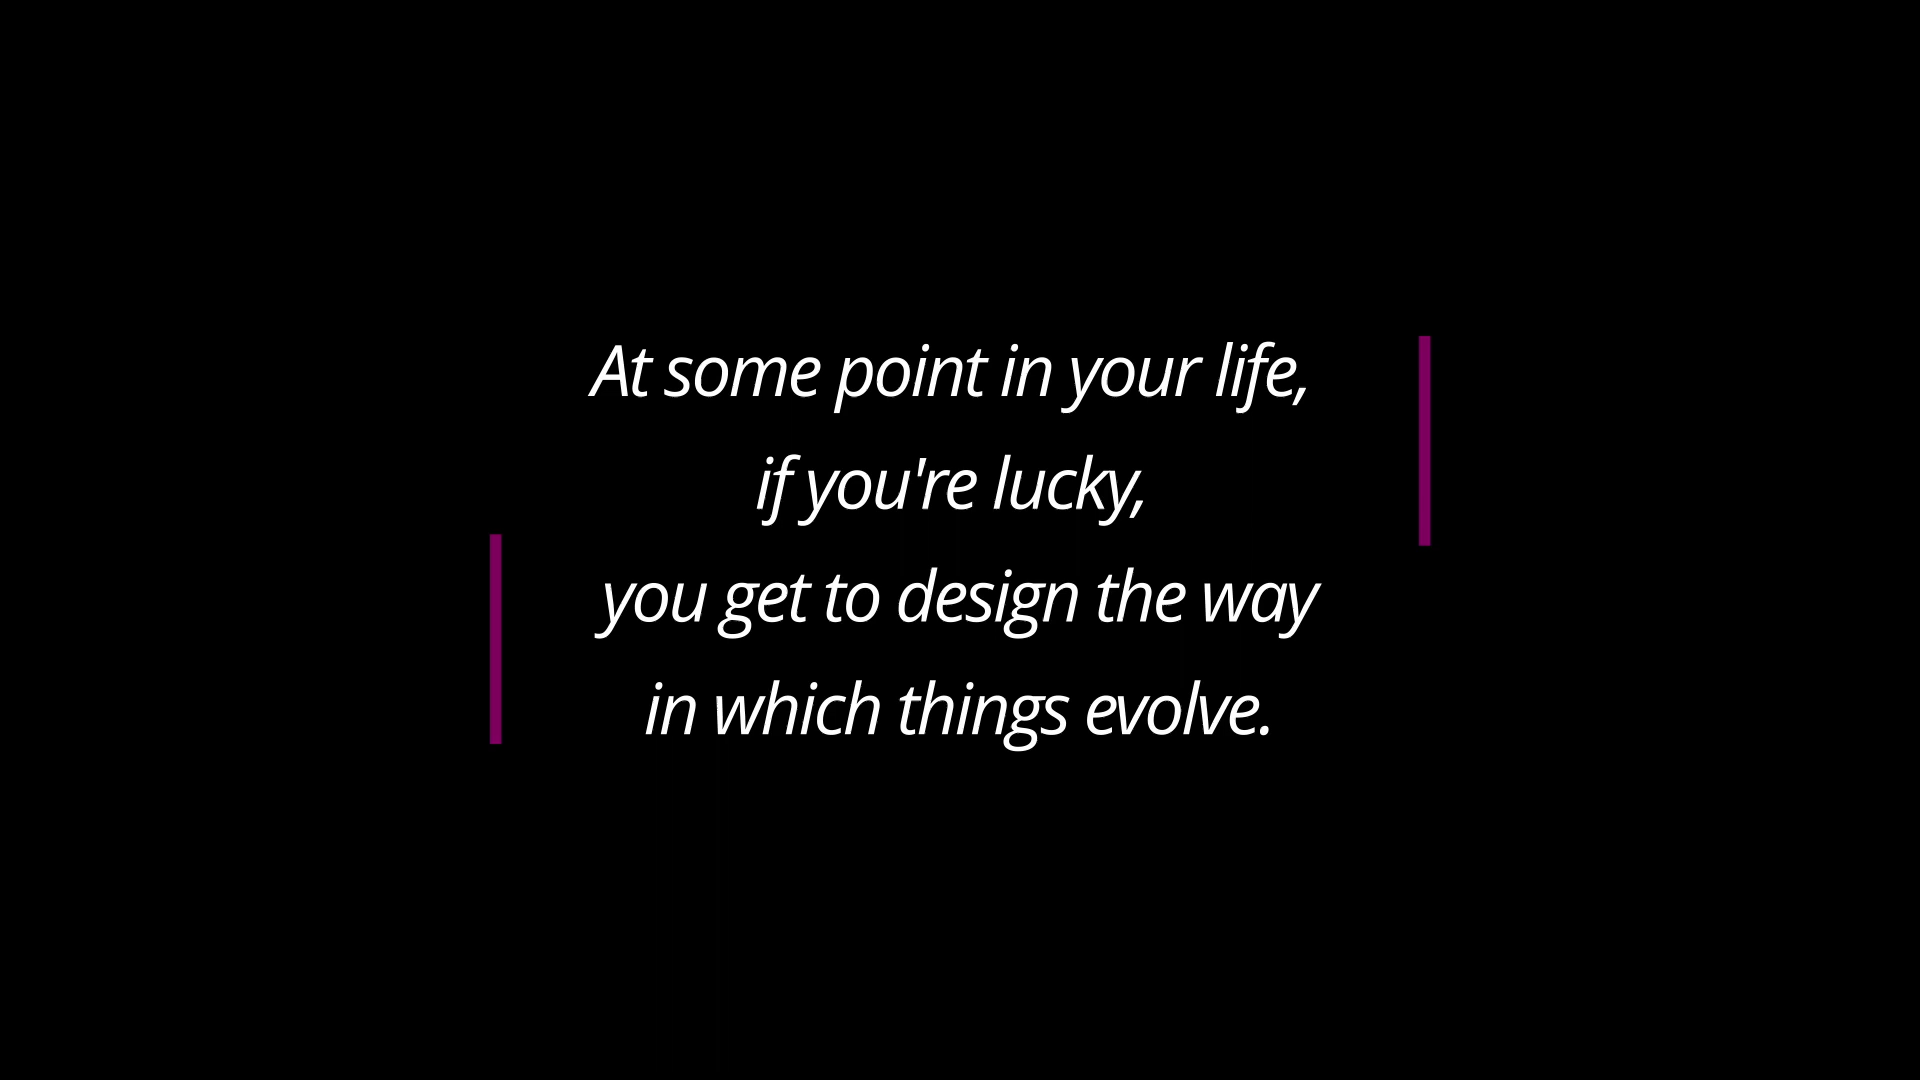 At some point in your life,
if you're lucky,
you get to design the way
in which things evolve.